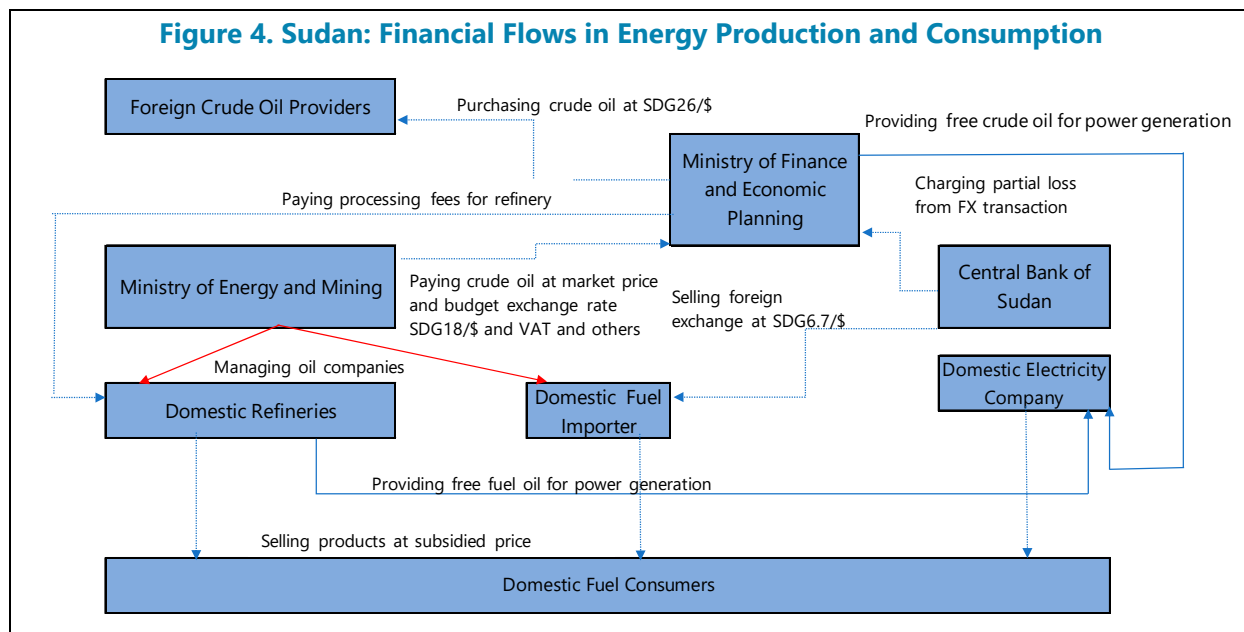 Figure 4. Sudan: Financial Flows in Energy Production and Consumption
Foreign Crude Oil Providers
Purchasing crude oil at SDG26/$
Providing free crude oil for power generation
Ministry of Finance
and Economic
Planning
Charging partial loss
from FX transaction
Paying processing fees for refinery
Ministry of Energy and Mining
Paying crude oil at market price
and budget exchange rate
SDG18/$ and VAT and others
Selling foreign
exchange at SDG6.7/$
Central Bank of
Sudan
Managing oil companies
Domestic Refineries
Domestic Fuel
Importer
Domestic Electricity
Company
Providing free fuel oil for power generation
Selling products at subsidied price
Domestic Fuel Consumers